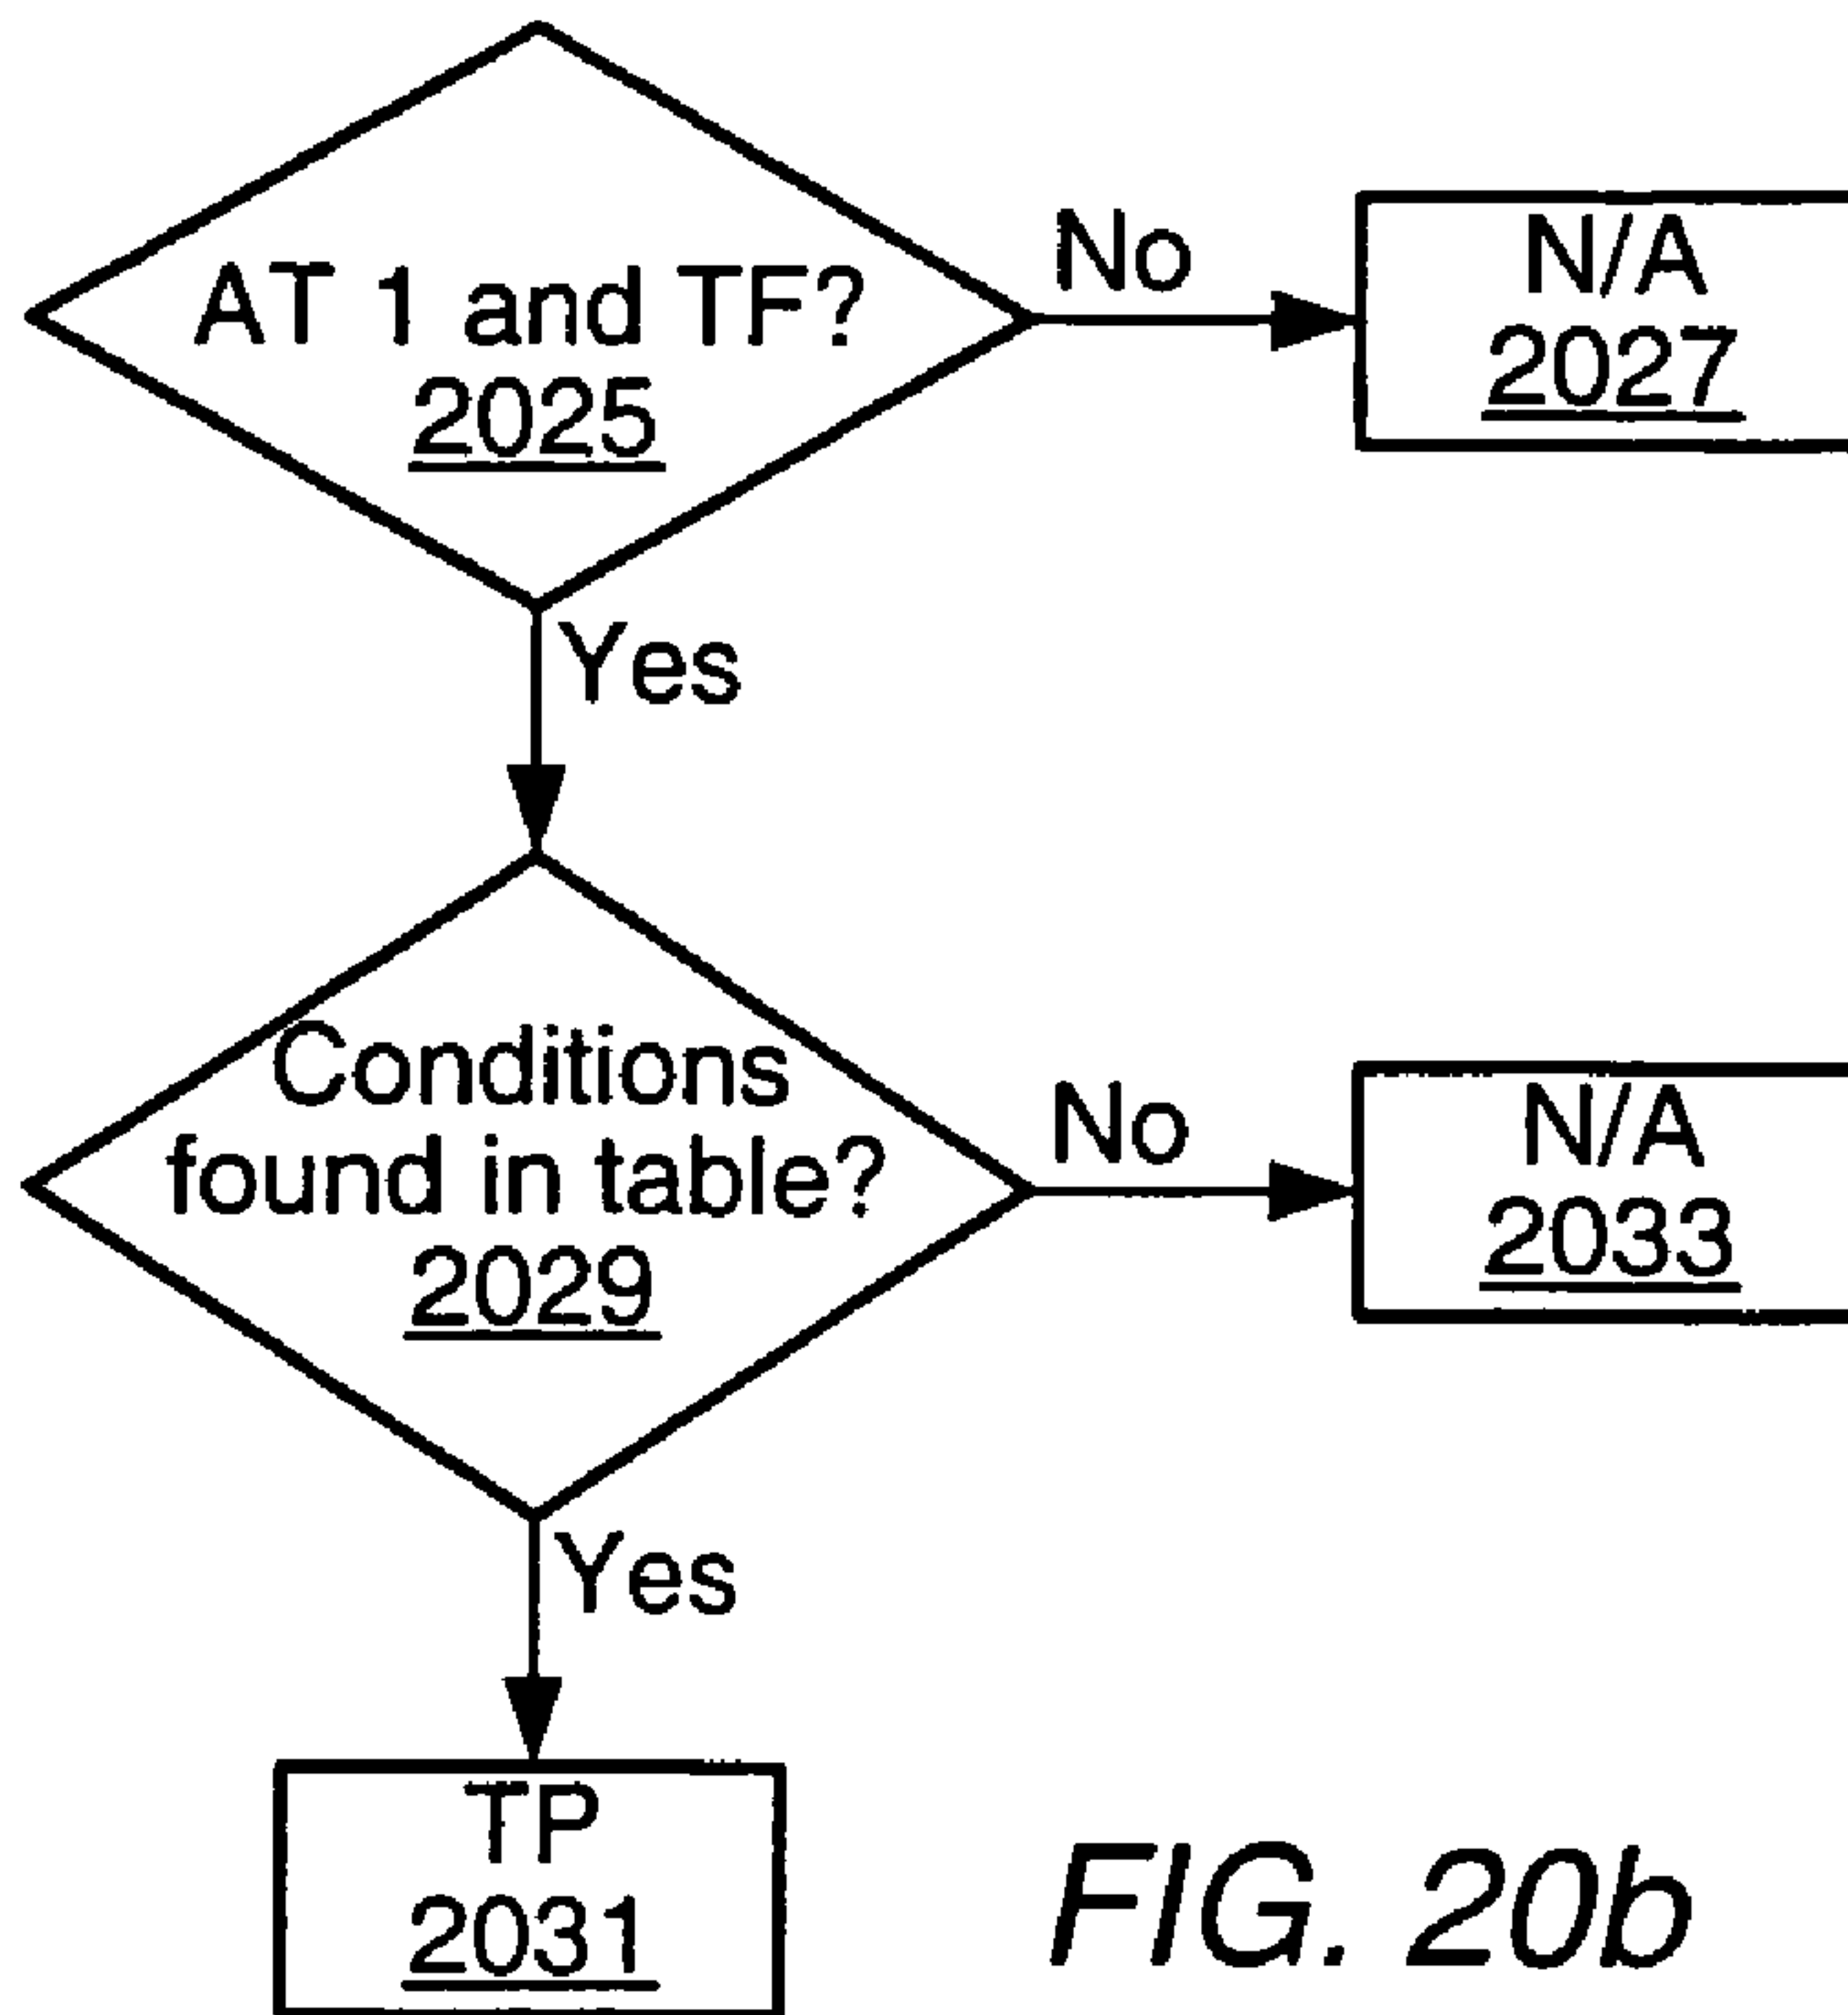 AT 1 and TF?
2025
No
N/A
2027
Yes
Conditions
found in table?
2029
No
N/A
2033
Yes
TP
2031
FIG. 20b